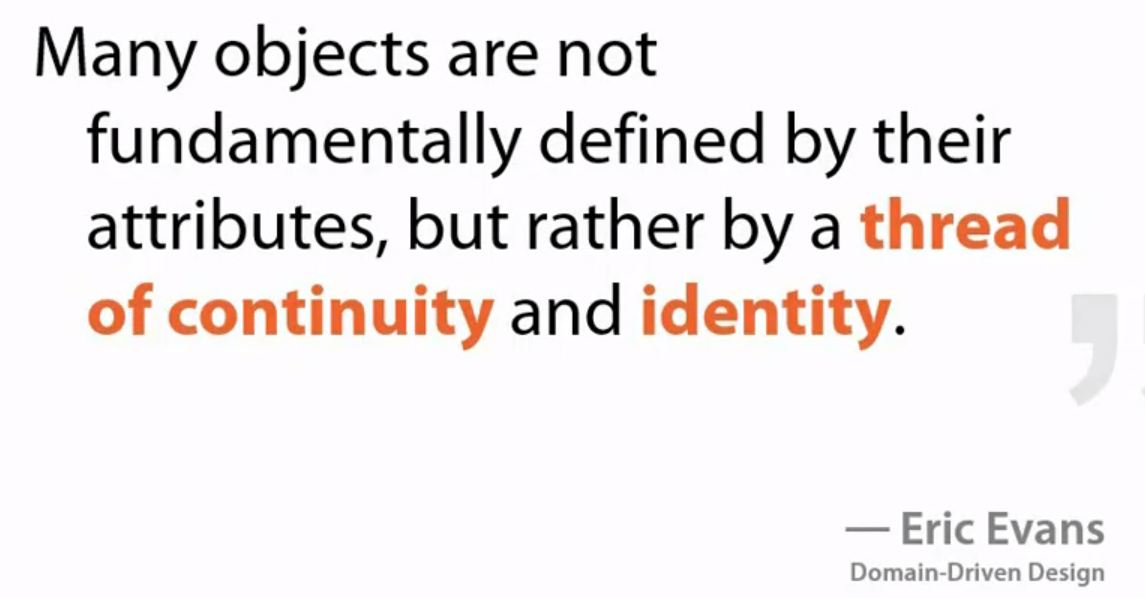 Many objects are not
fundamentally defined by their
attributes, but rather by a thread
of continuity and identity.
”
— Eric Evans
Domain-Driven Design